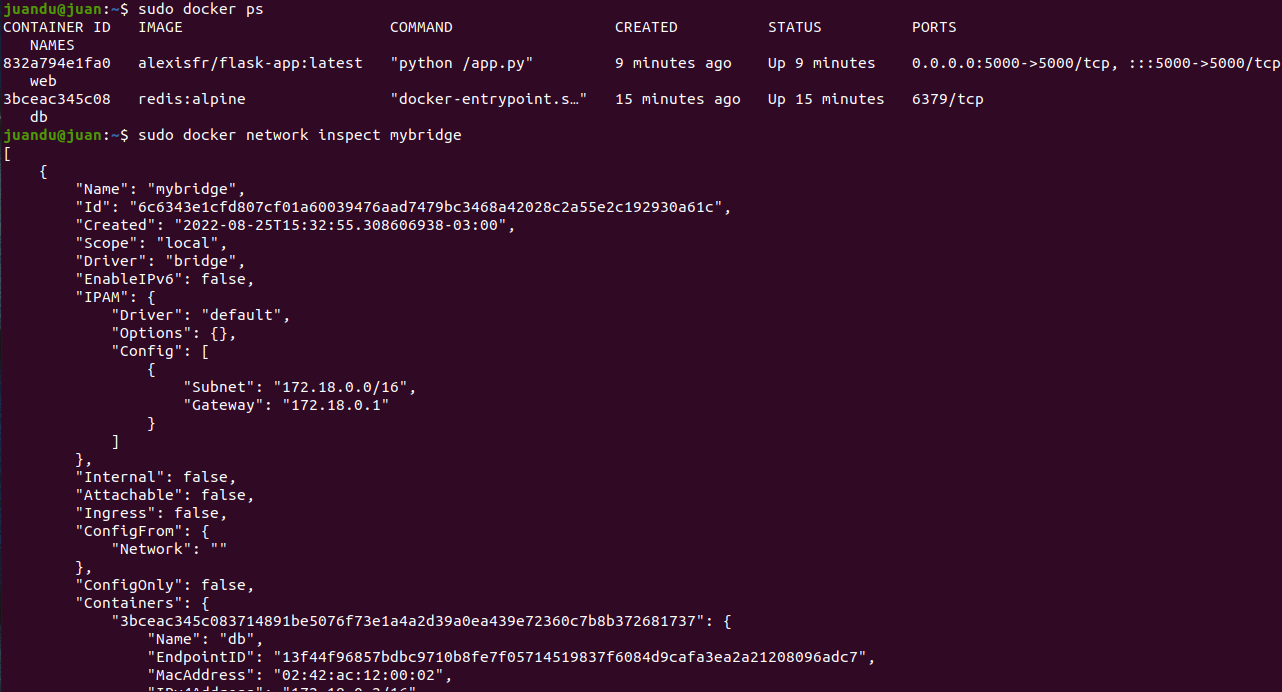 juandu@juan:~$ sudo docker ps
CONTAINER ID   IMAGE                       COMMAND                  CREATED          STATUS          PORTS
   NAMES
832a794e1fa0   alexisfr/flask-app:latest   "python /app.py"         9 minutes ago    Up 9 minutes    0.0.0.0:5000->5000/tcp, :::5000->5000/tcp
   web
3bceac345c08   redis:alpine                "docker-entrypoint.s…"   15 minutes ago   Up 15 minutes   6379/tcp
   db
juandu@juan:~$ sudo docker network inspect mybridge
[
    {
        "Name": "mybridge",
        "Id": "6c6343e1cfd807cf01a60039476aad7479bc3468a42028c2a55e2c192930a61c",
        "Created": "2022-08-25T15:32:55.308606938-03:00",
        "Scope": "local",
        "Driver": "bridge",
        "EnableIPv6": false,
        "IPAM": {
            "Driver": "default",
            "Options": {},
            "Config": [
                {
                    "Subnet": "172.18.0.0/16",
                    "Gateway": "172.18.0.1"
                }
            ]
        },
        "Internal": false,
        "Attachable": false,
        "Ingress": false,
        "ConfigFrom": {
            "Network": ""
        },
        "ConfigOnly": false,
        "Containers": {
            "3bceac345c083714891be5076f73e1a4a2d39a0ea439e72360c7b8b372681737": {
                "Name": "db",
                "EndpointID": "13f44f96857bdbc9710b8fe7f05714519837f6084d9cafa3ea2a21208096adc7",
                "MacAddress": "02:42:ac:12:00:02",
                "IPv4Address": "172.18.0.2/16",